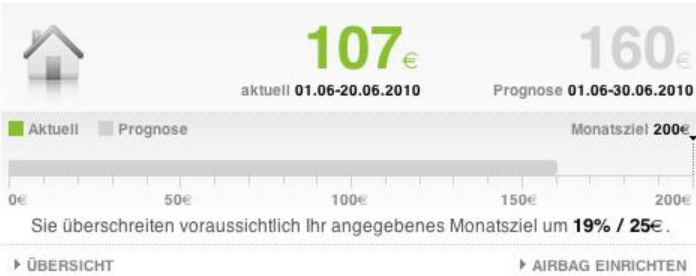 107€ 160€
aktuell 01.06-20.06.2010 Prognose 01.06-30.06.2010
Aktuell Prognose Monatsziel 200€
0€ 50€ 100€ 150€ 200€
Sie überschreiten voraussichtlich Ihr angegebenes Monatsziel um 19% / 25€.
ÜBERSICHT AIRBAG EINRICHTEN